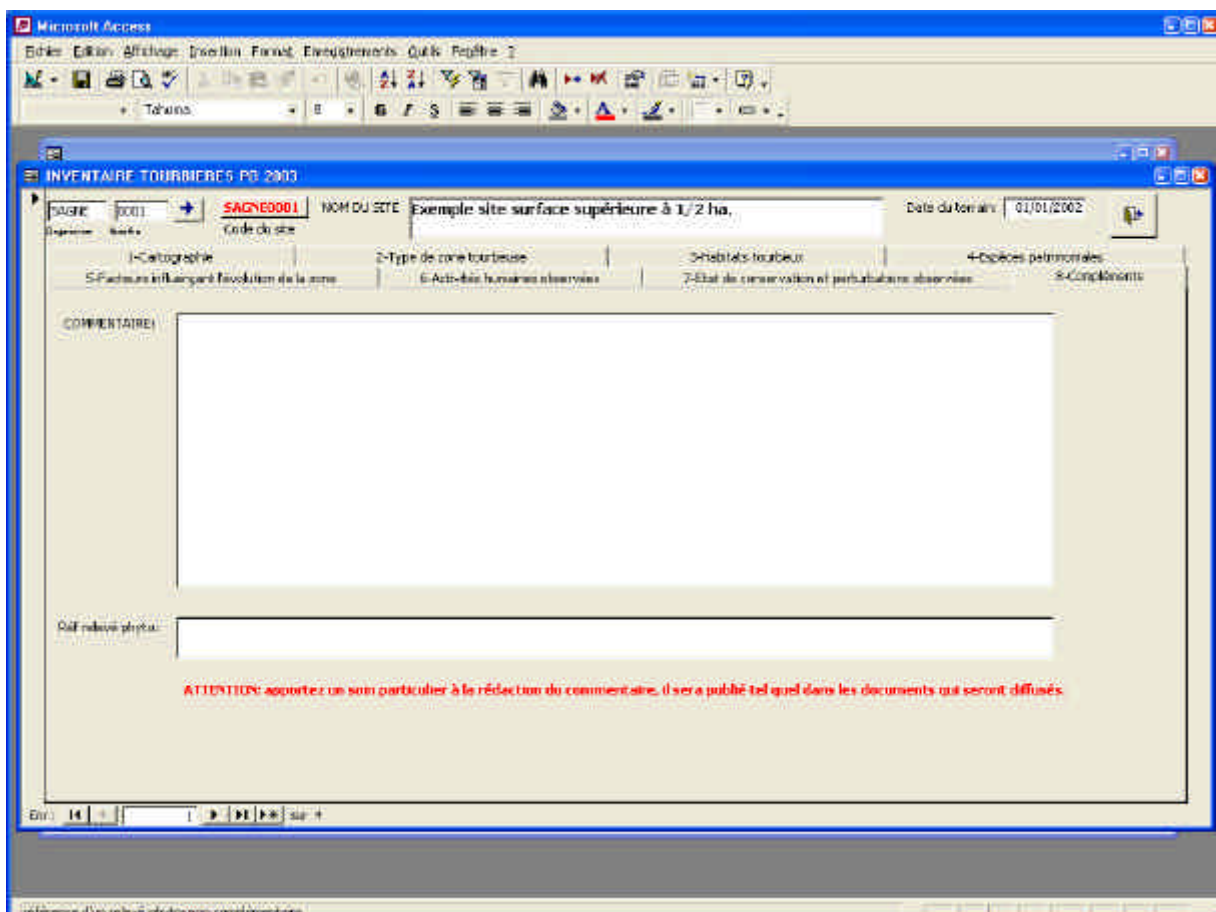 Microsoft Access
Fichier Edition Affichage Insertion Format Enregistrements Outils Fenêtre ?
Tahoma 8 G I S
INVENTAIRE TOURBIERES PB 2003
SAGNE 0001 SAGNE0001 NOM DU SITE Exemple site surface supérieure à 1/2 ha, Date du terrain: 01/01/2002
Organisme Code du site
1-Cartographie 2-Type de zone tourbeuse 3-Habitats tourbeux 4-Espèces patrimoniales
5-Facteurs influençant l'évolution de la zone 6-Activités humaines observées 7-Etat de conservation et perturbations observées 8-Compléments
COMMENTAIRE:
Réf relevé phyto:
ATTENTION: apportez un soin particulier à la rédaction du commentaire, il sera publié tel quel dans les documents qui seront diffusés.
Enr : 1 sur 4